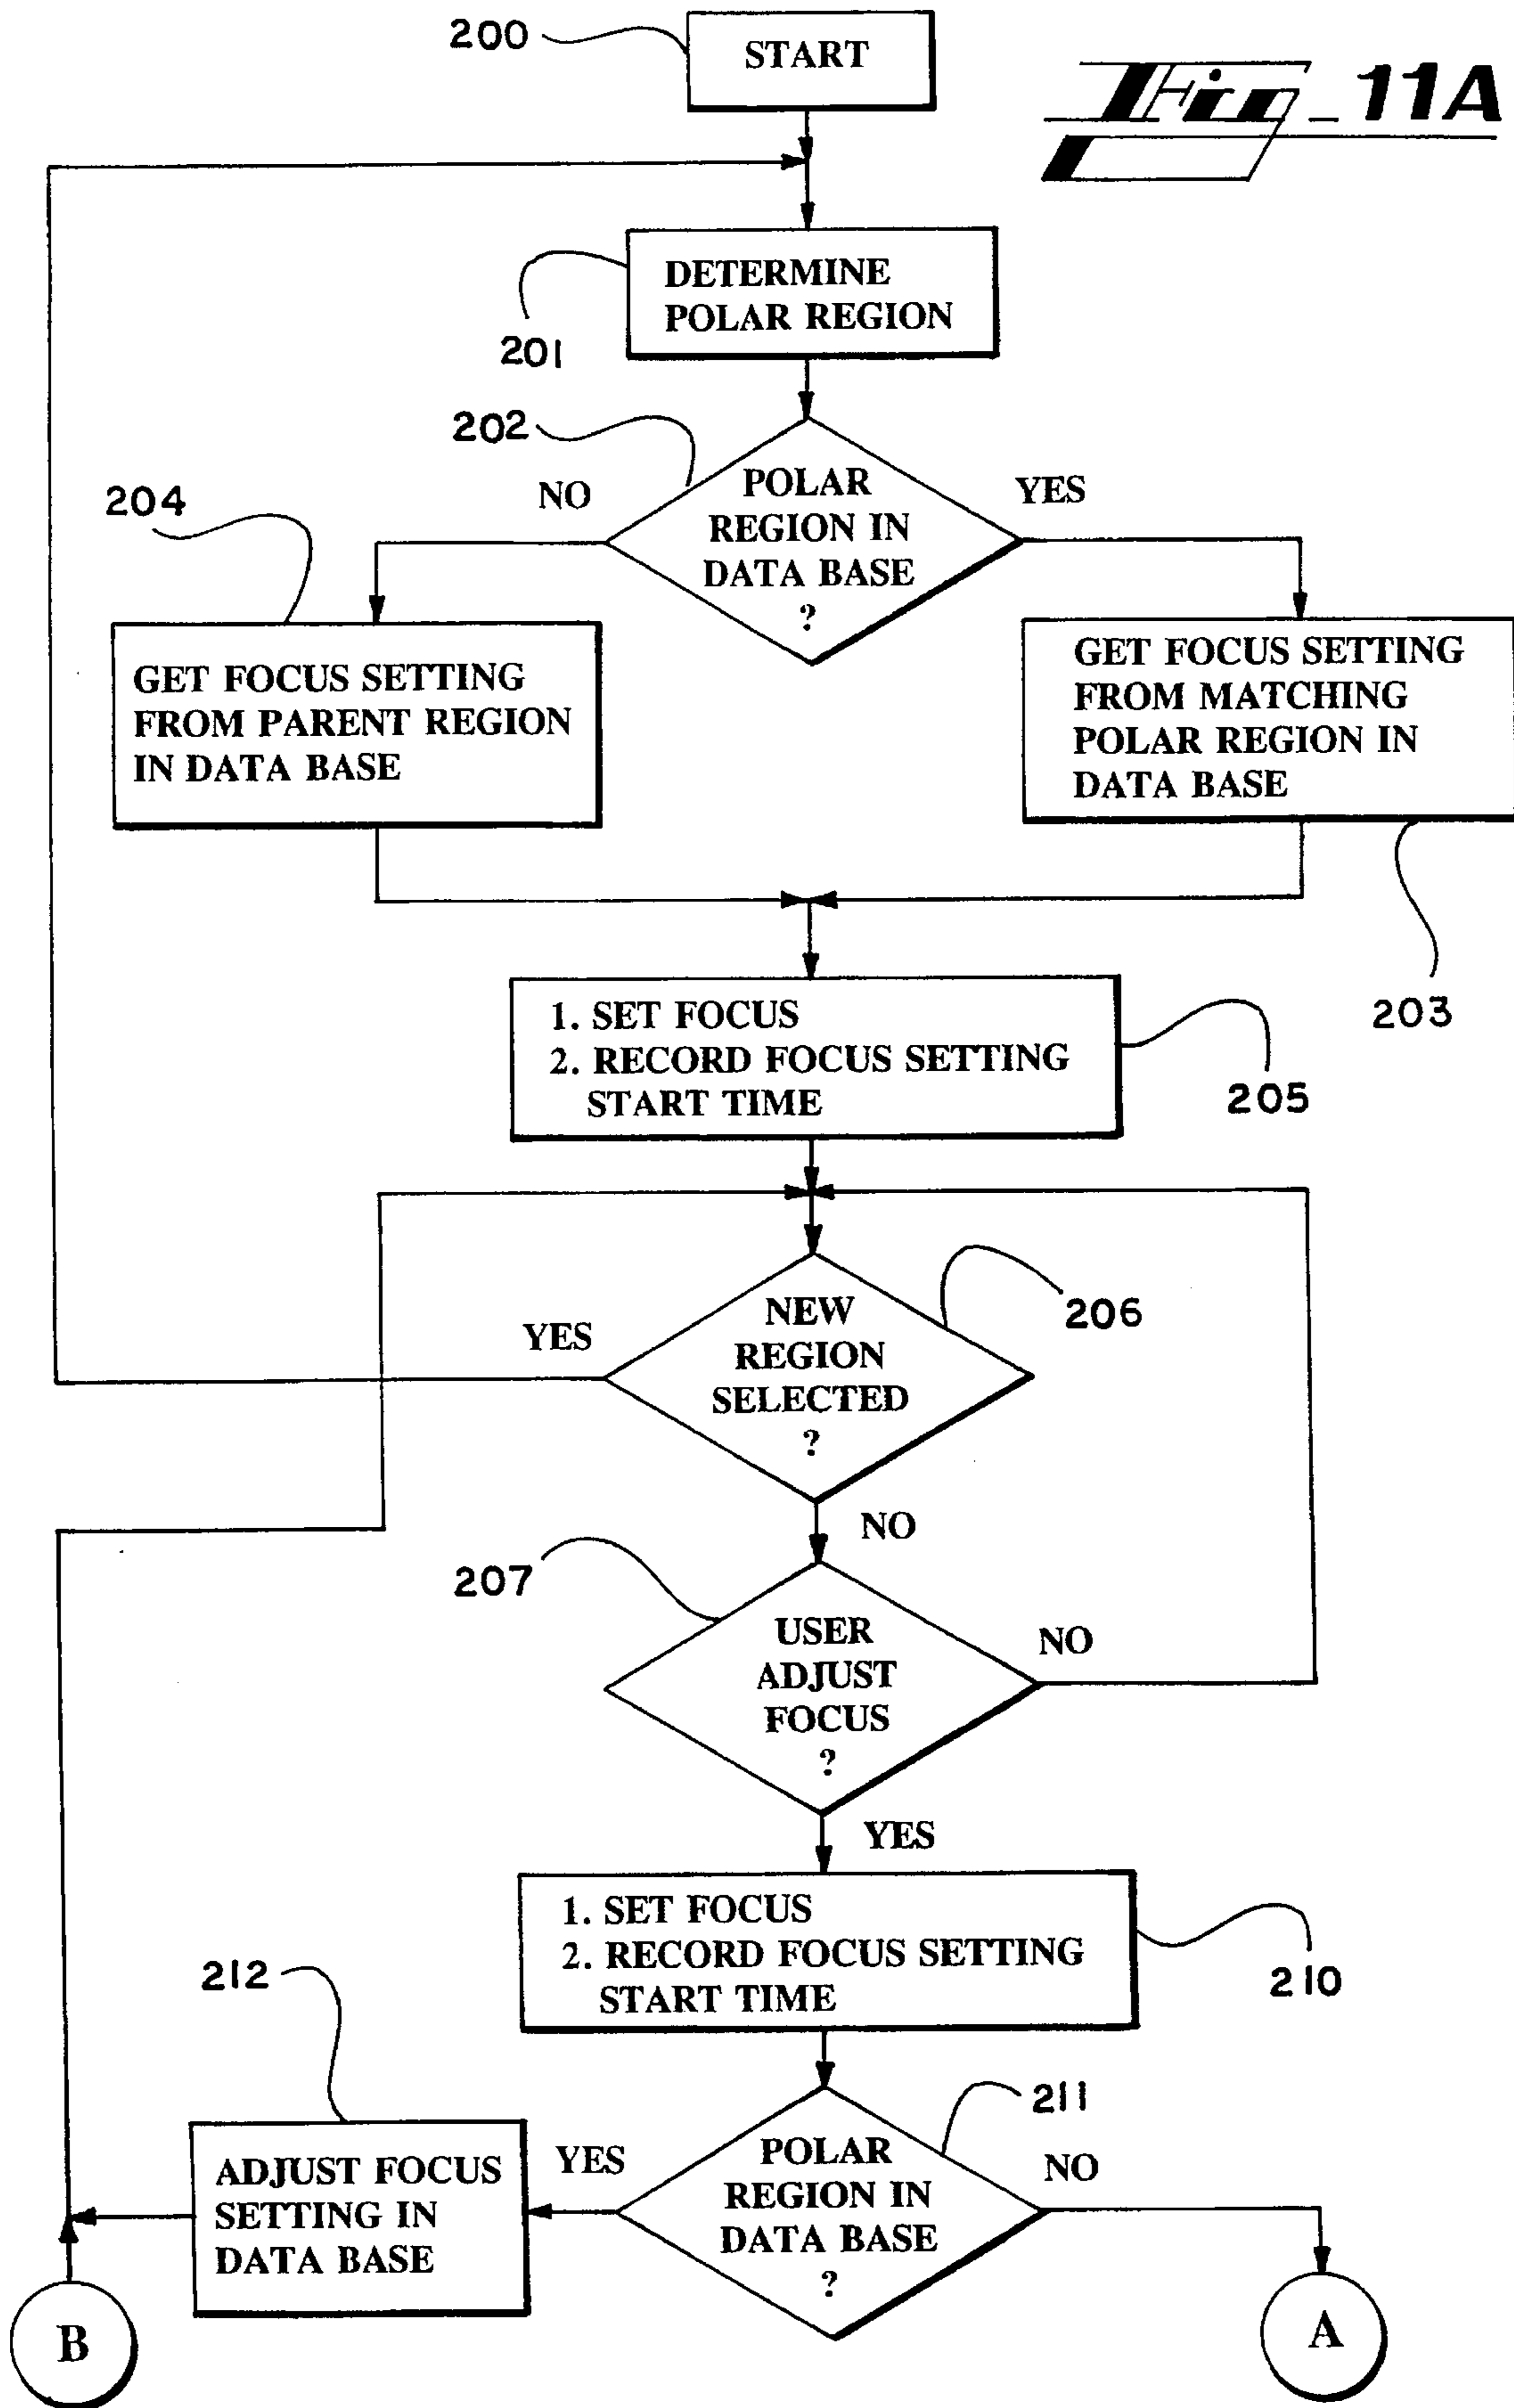 200
START
Fig_11A
DETERMINE
POLAR REGION
201
202
NO
POLAR
REGION IN
DATA BASE
?
YES
204
GET FOCUS SETTING
FROM PARENT REGION
IN DATA BASE
GET FOCUS SETTING
FROM MATCHING
POLAR REGION IN
DATA BASE
203
1. SET FOCUS
2. RECORD FOCUS SETTING
START TIME
205
YES
NEW
REGION
SELECTED
?
206
NO
207
USER
ADJUST
FOCUS
?
NO
YES
1. SET FOCUS
2. RECORD FOCUS SETTING
START TIME
210
212
211
ADJUST FOCUS
SETTING IN
DATA BASE
YES
POLAR
REGION IN
DATA BASE
?
NO
B
A